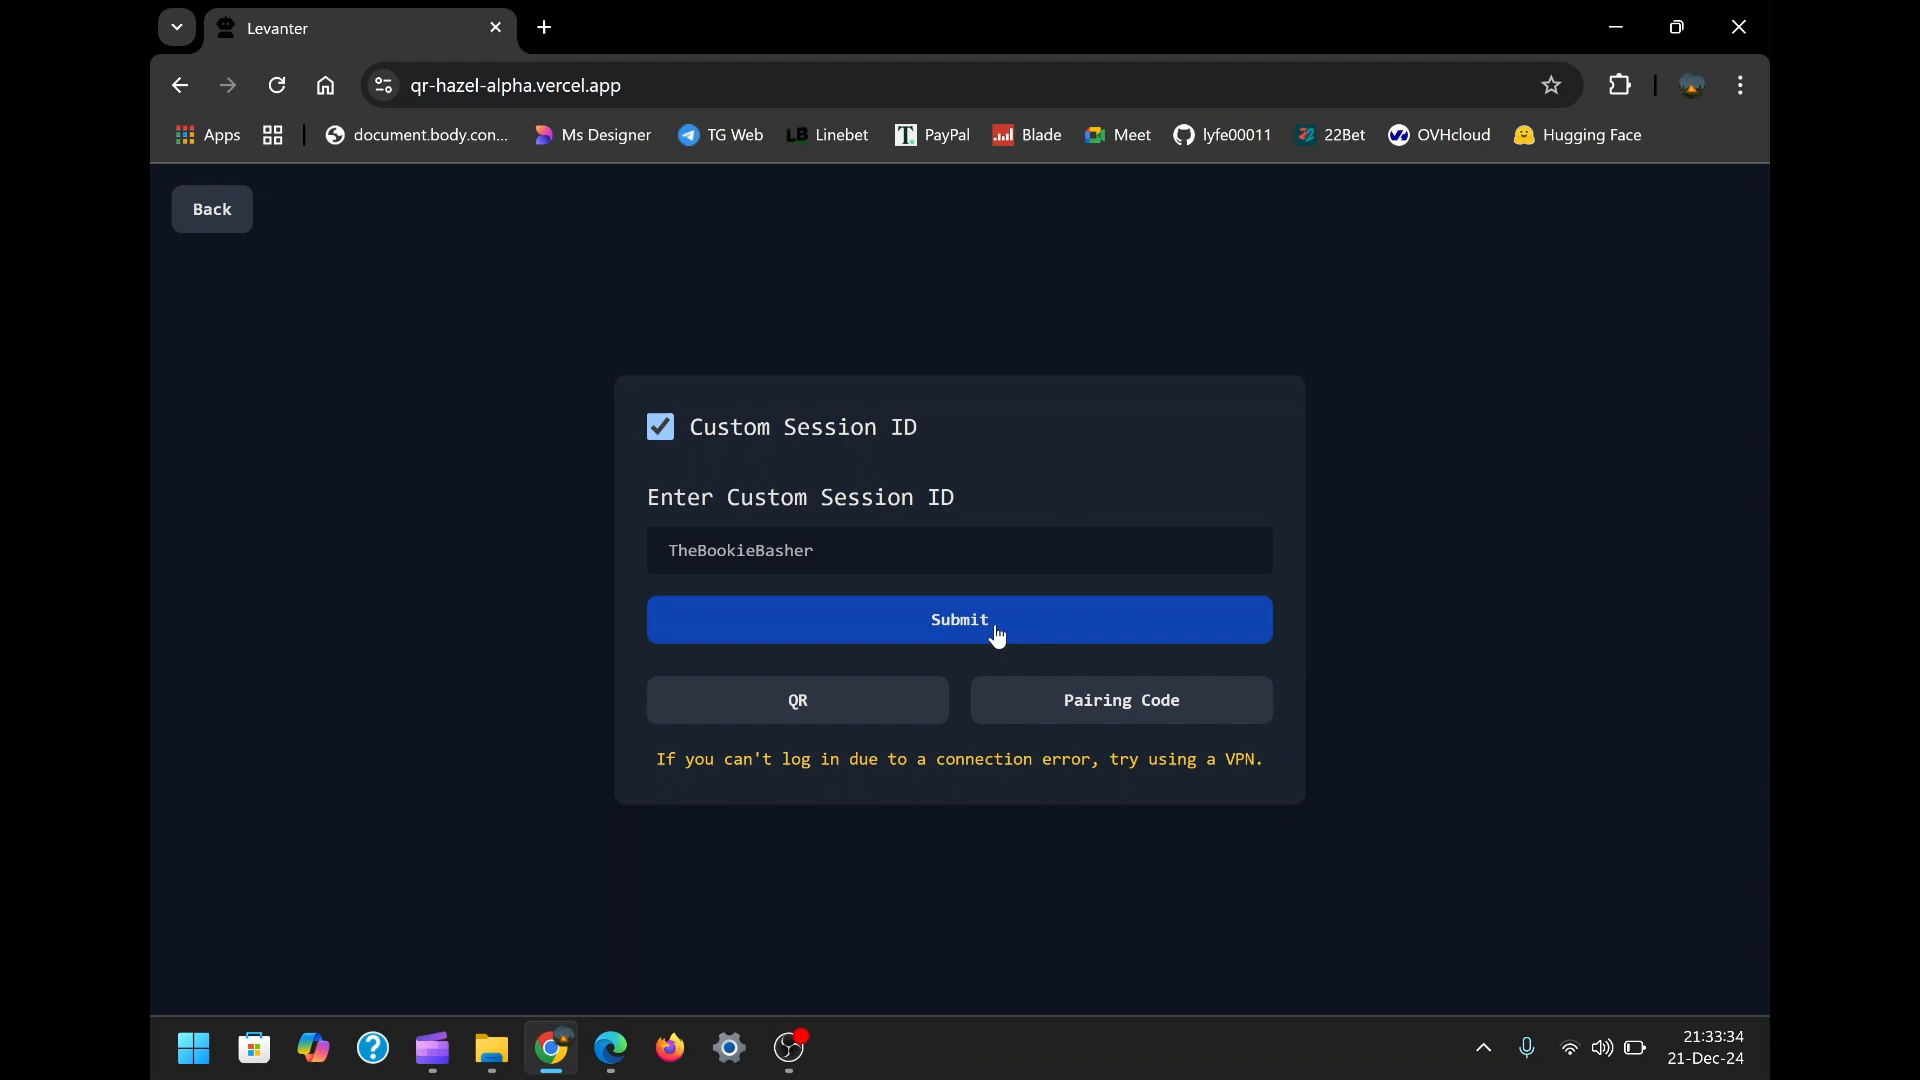 Levanter
qr-hazel-alpha.vercel.app
Apps
document.body.con...
Ms Designer
TG Web
LB Linebet
T. PayPal
Blade
Meet
lyfe00011
22 22Bet
OVHcloud
Hugging Face
Back
Custom Session ID
Enter Custom Session ID
TheBookieBasher
Submit
QR
Pairing Code
If you can't log in due to a connection error, try using a VPN.
21:33:34
21-Dec-24